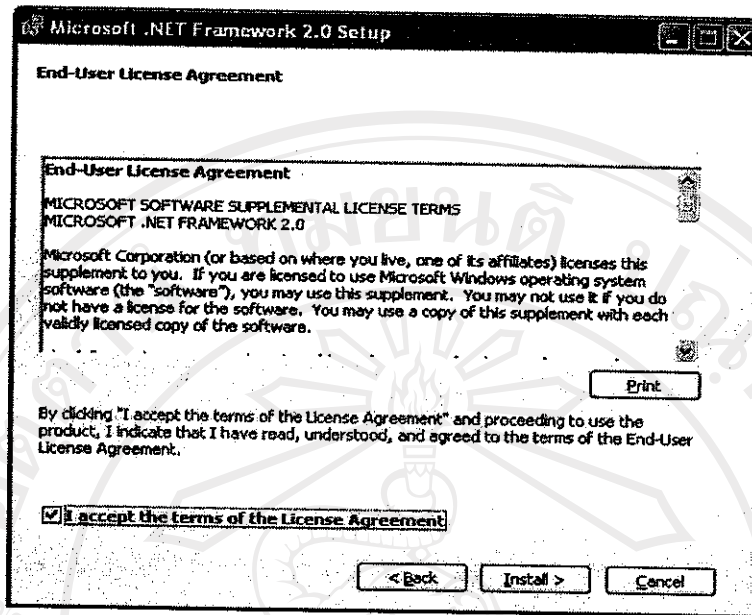 Microsoft .NET Framework 2.0 Setup
End-User License Agreement
End-User License Agreement
MICROSOFT SOFTWARE SUPPLEMENTAL LICENSE TERMS
MICROSOFT .NET FRAMEWORK 2.0
Microsoft Corporation (or based on where you live, one of its affiliates) licenses this
supplement to you. If you are licensed to use Microsoft Windows operating system
software (the "software"), you may use this supplement. You may not use it if you do
not have a license for the software. You may use a copy of this supplement with each
validly licensed copy of the software.
Print
By clicking "I accept the terms of the License Agreement" and proceeding to use the
product, I indicate that I have read, understood, and agreed to the terms of the End-User
License Agreement.
I accept the terms of the License Agreement
< Back Install > Cancel